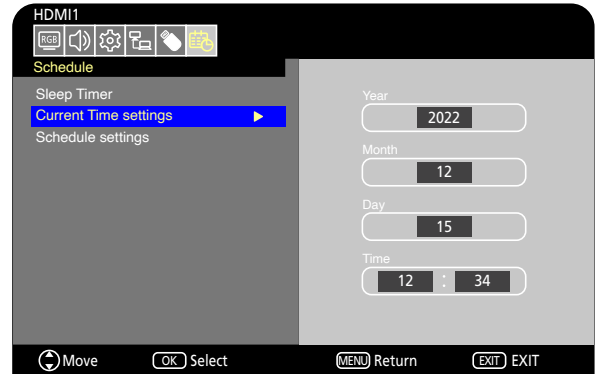 HDMI1
RGB
Schedule
Sleep Timer
Current Time settings
Schedule settings
Year
2022
Month
12
Day
15
Time
12 : 34
Move OK Select MENU Return EXIT EXIT